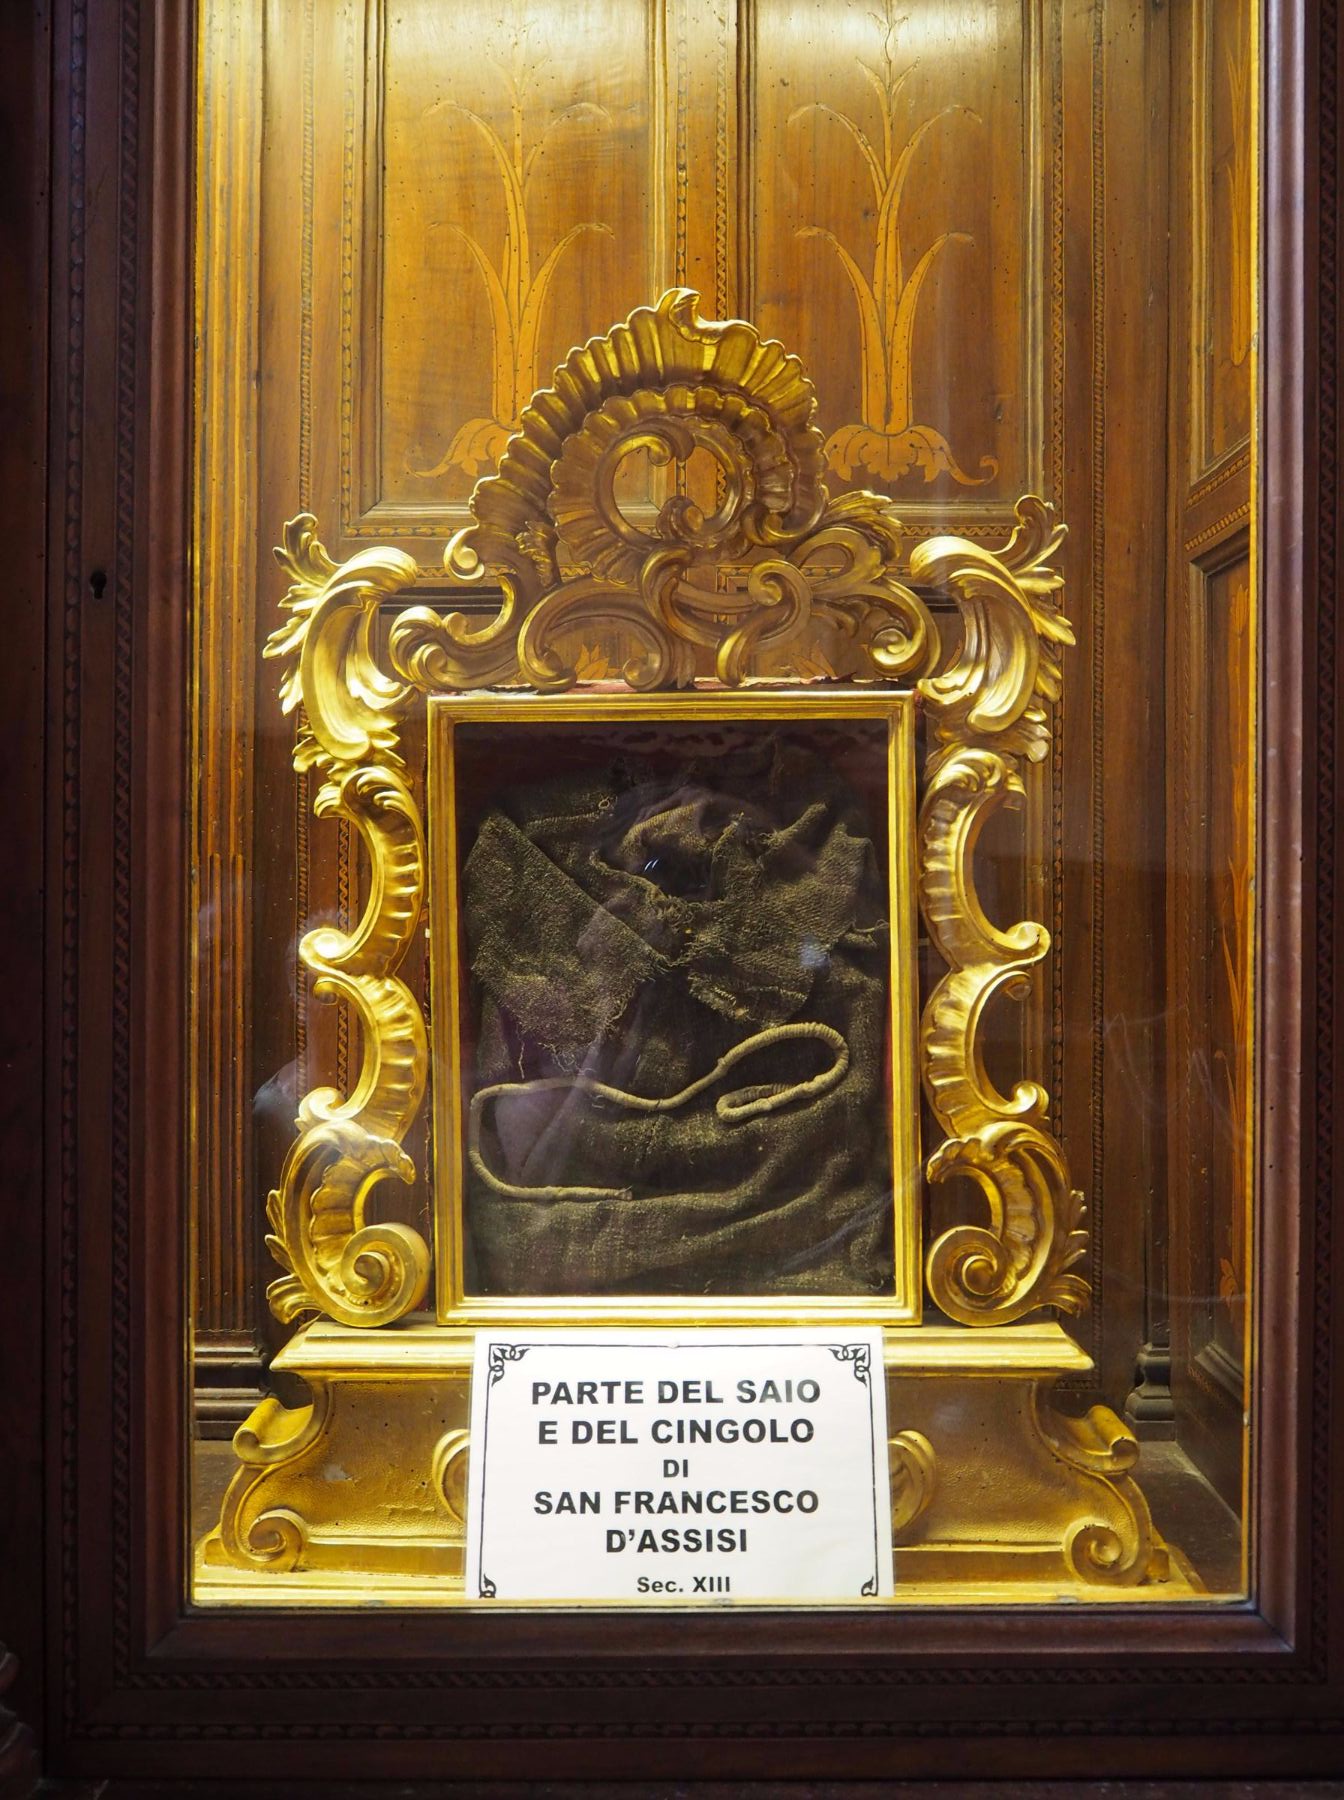 PARTE DEL SAIO
E DEL CINGOLO
DI
SAN FRANCESCO
D'ASSISI
Sec. XIII